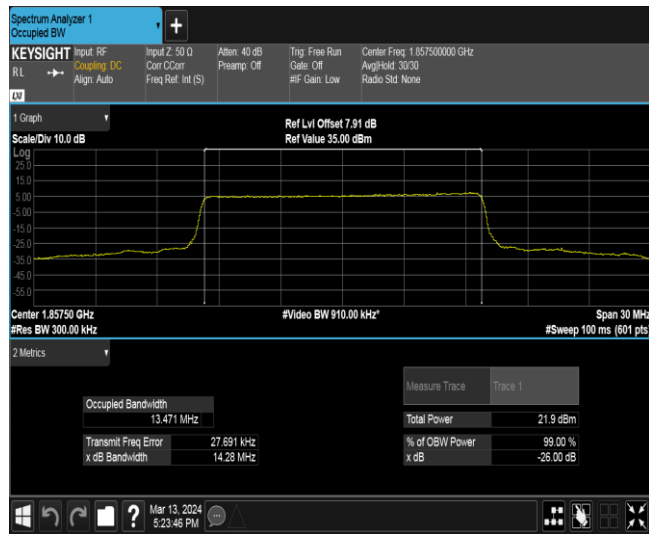 Spectrum Analyzer 1
Occupied BW
KEYSIGHT
R L
LXI
Input: RF
Coupling: DC
Align: Auto
Input Z: 50 Ω
Corr CCorr
Freq Ref: Int (S)
Atten: 40 dB
Preamp: Off
Trig: Free Run
Gate: Off
#IF Gain: Low
Center Freq: 1.857500000 GHz
Avg|Hold: 30/30
Radio Std: None
1 Graph
Scale/Div 10.0 dB
Ref Lvl Offset 7.91 dB
Ref Value 35.00 dBm
Log
25.0
15.0
5.00
-5.00
-15.0
-25.0
-35.0
-45.0
-55.0
Center 1.85750 GHz
#Res BW 300.00 kHz
#Video BW 910.00 kHz*
Span 30 MHz
#Sweep 100 ms (601 pts)
2 Metrics
Measure Trace Trace 1
Occupied Bandwidth
13.471 MHz
Total Power 21.9 dBm
Transmit Freq Error 27.691 kHz
% of OBW Power 99.00 %
x dB Bandwidth 14.28 MHz
x dB -26.00 dB
?
Mar 13, 2024
5:23:46 PM